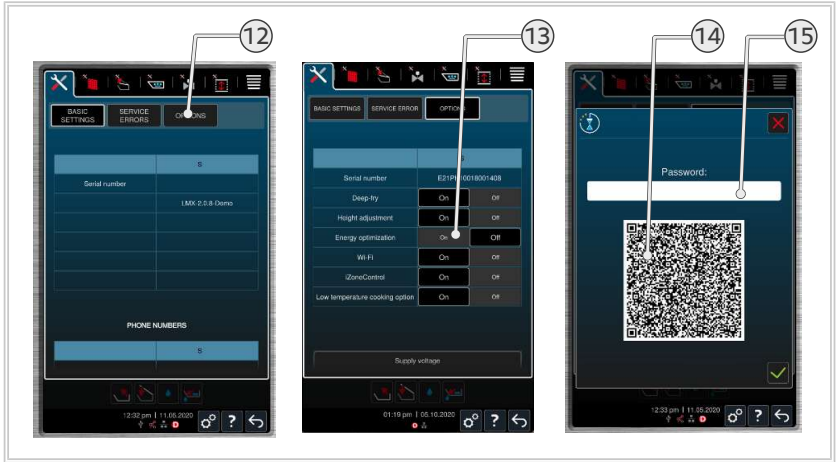 12
13
14
15
BASIC SETTINGS
SERVICE ERRORS
OPTIONS
S
Serial number
LMX-2.0.8-Demo
PHONE NUMBERS
S
12:32 pm | 11.05.2020
D
?
BASIC SETTINGS
SERVICE ERROR
OPTIONS
Serial number
Deep-fry On Off
Height adjustment On Off
Energy optimization On Off
Wi-Fi On Off
iZoneControl On Off
Low temperature cooking option On Off
Supply voltage
01:19 pm | 05.10.2020
D
?
Password:
12:33 pm | 11.05.2020
D
?